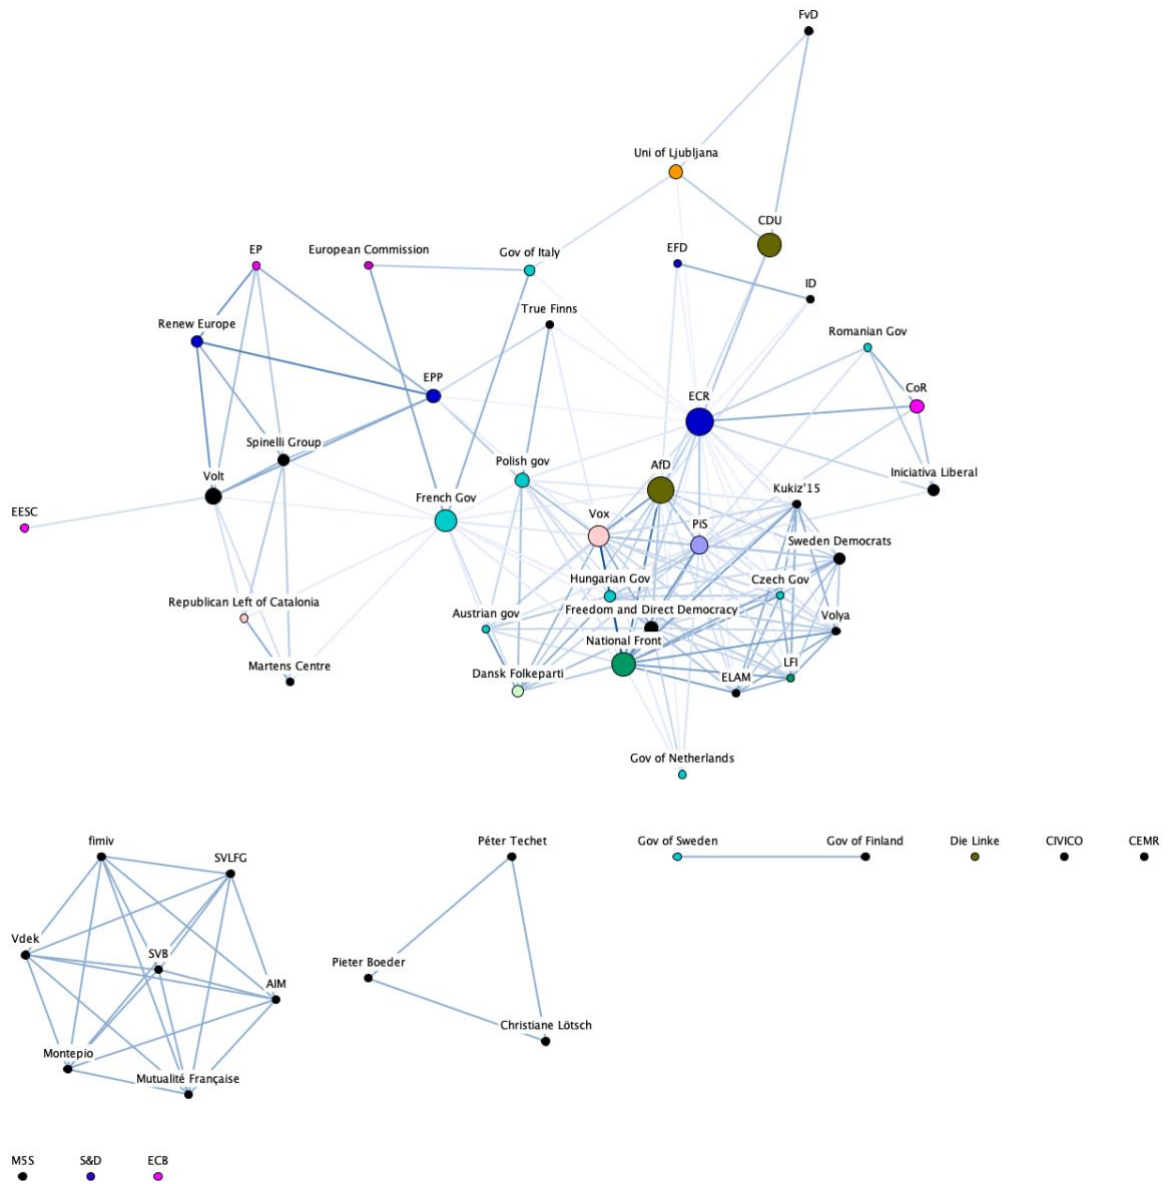 FvD
Uni of Ljubljana
CDU
EP
European Commission
Gov of Italy
EFD
ID
True Finns
Renew Europe
Romanian Gov
EPP
CoR
ECR
Spinelli Group
Volt
Polish gov
AfD
Iniciativa Liberal
French Gov
Kukiz'15
EESC
Vox
PiS
Sweden Democrats
Hungarian Gov
Czech Gov
Republican Left of Catalonia
Austrian gov
Freedom and Direct Democracy
Volya
National Front
Martens Centre
Dansk Folkeparti
ELAM
LFI
Gov of Netherlands
fimiv
SVLFG
Péter Techet
Gov of Sweden
Gov of Finland
Die Linke
CIVICO
CEMR
Vdek
SVB
Pieter Boeder
AIM
Christiane Lötsch
Montepio
Mutualité Française
M5S
S&D
ECB